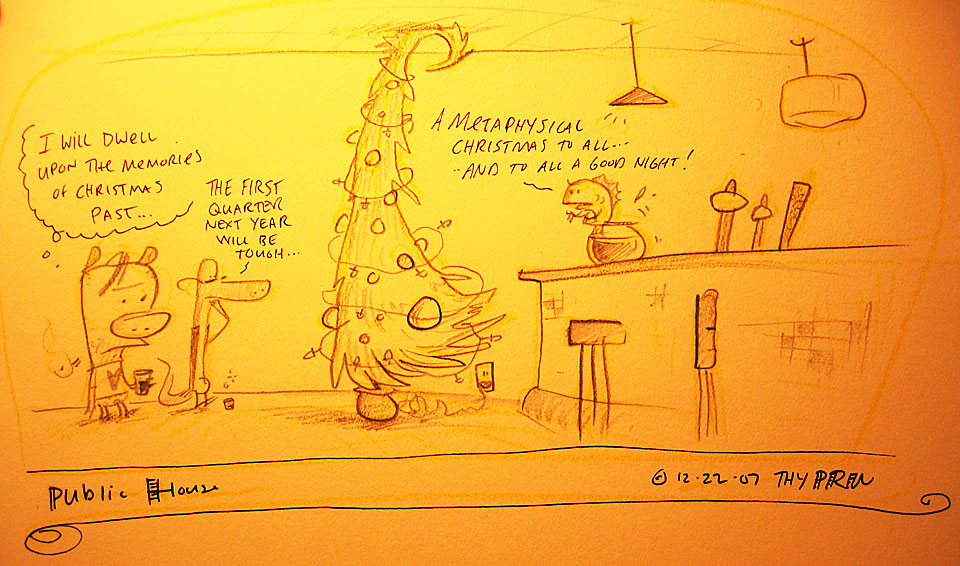 I WILL DWELL
UPON THE MEMORIES
OF CHRISTMAS
PAST...
THE FIRST
QUARTER
NEXT YEAR
WILL BE
TOUGH...
A METAPHYSICAL
CHRISTMAS TO ALL...
..AND TO ALL A GOOD NIGHT!
Public House
© 12-22-07 THY PREN